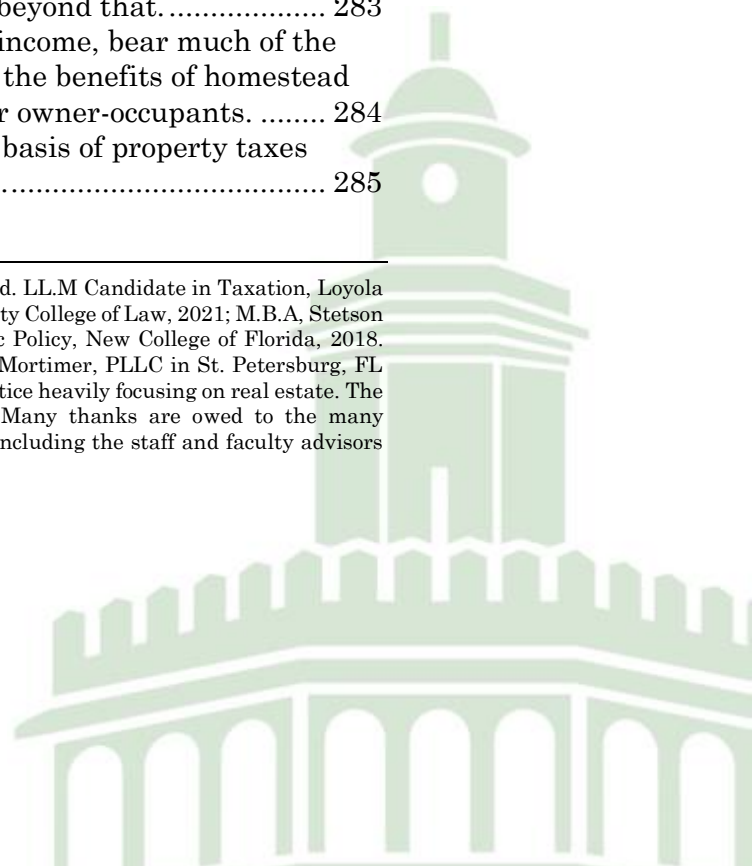 beyond that. .................. 283
income, bear much of the
the benefits of homestead
r owner-occupants. ........ 284
basis of property taxes
.................................... 285
d. LL.M Candidate in Taxation, Loyola
ty College of Law, 2021; M.B.A, Stetson
c Policy, New College of Florida, 2018.
Mortimer, PLLC in St. Petersburg, FL
tice heavily focusing on real estate. The
Many thanks are owed to the many
ncluding the staff and faculty advisors